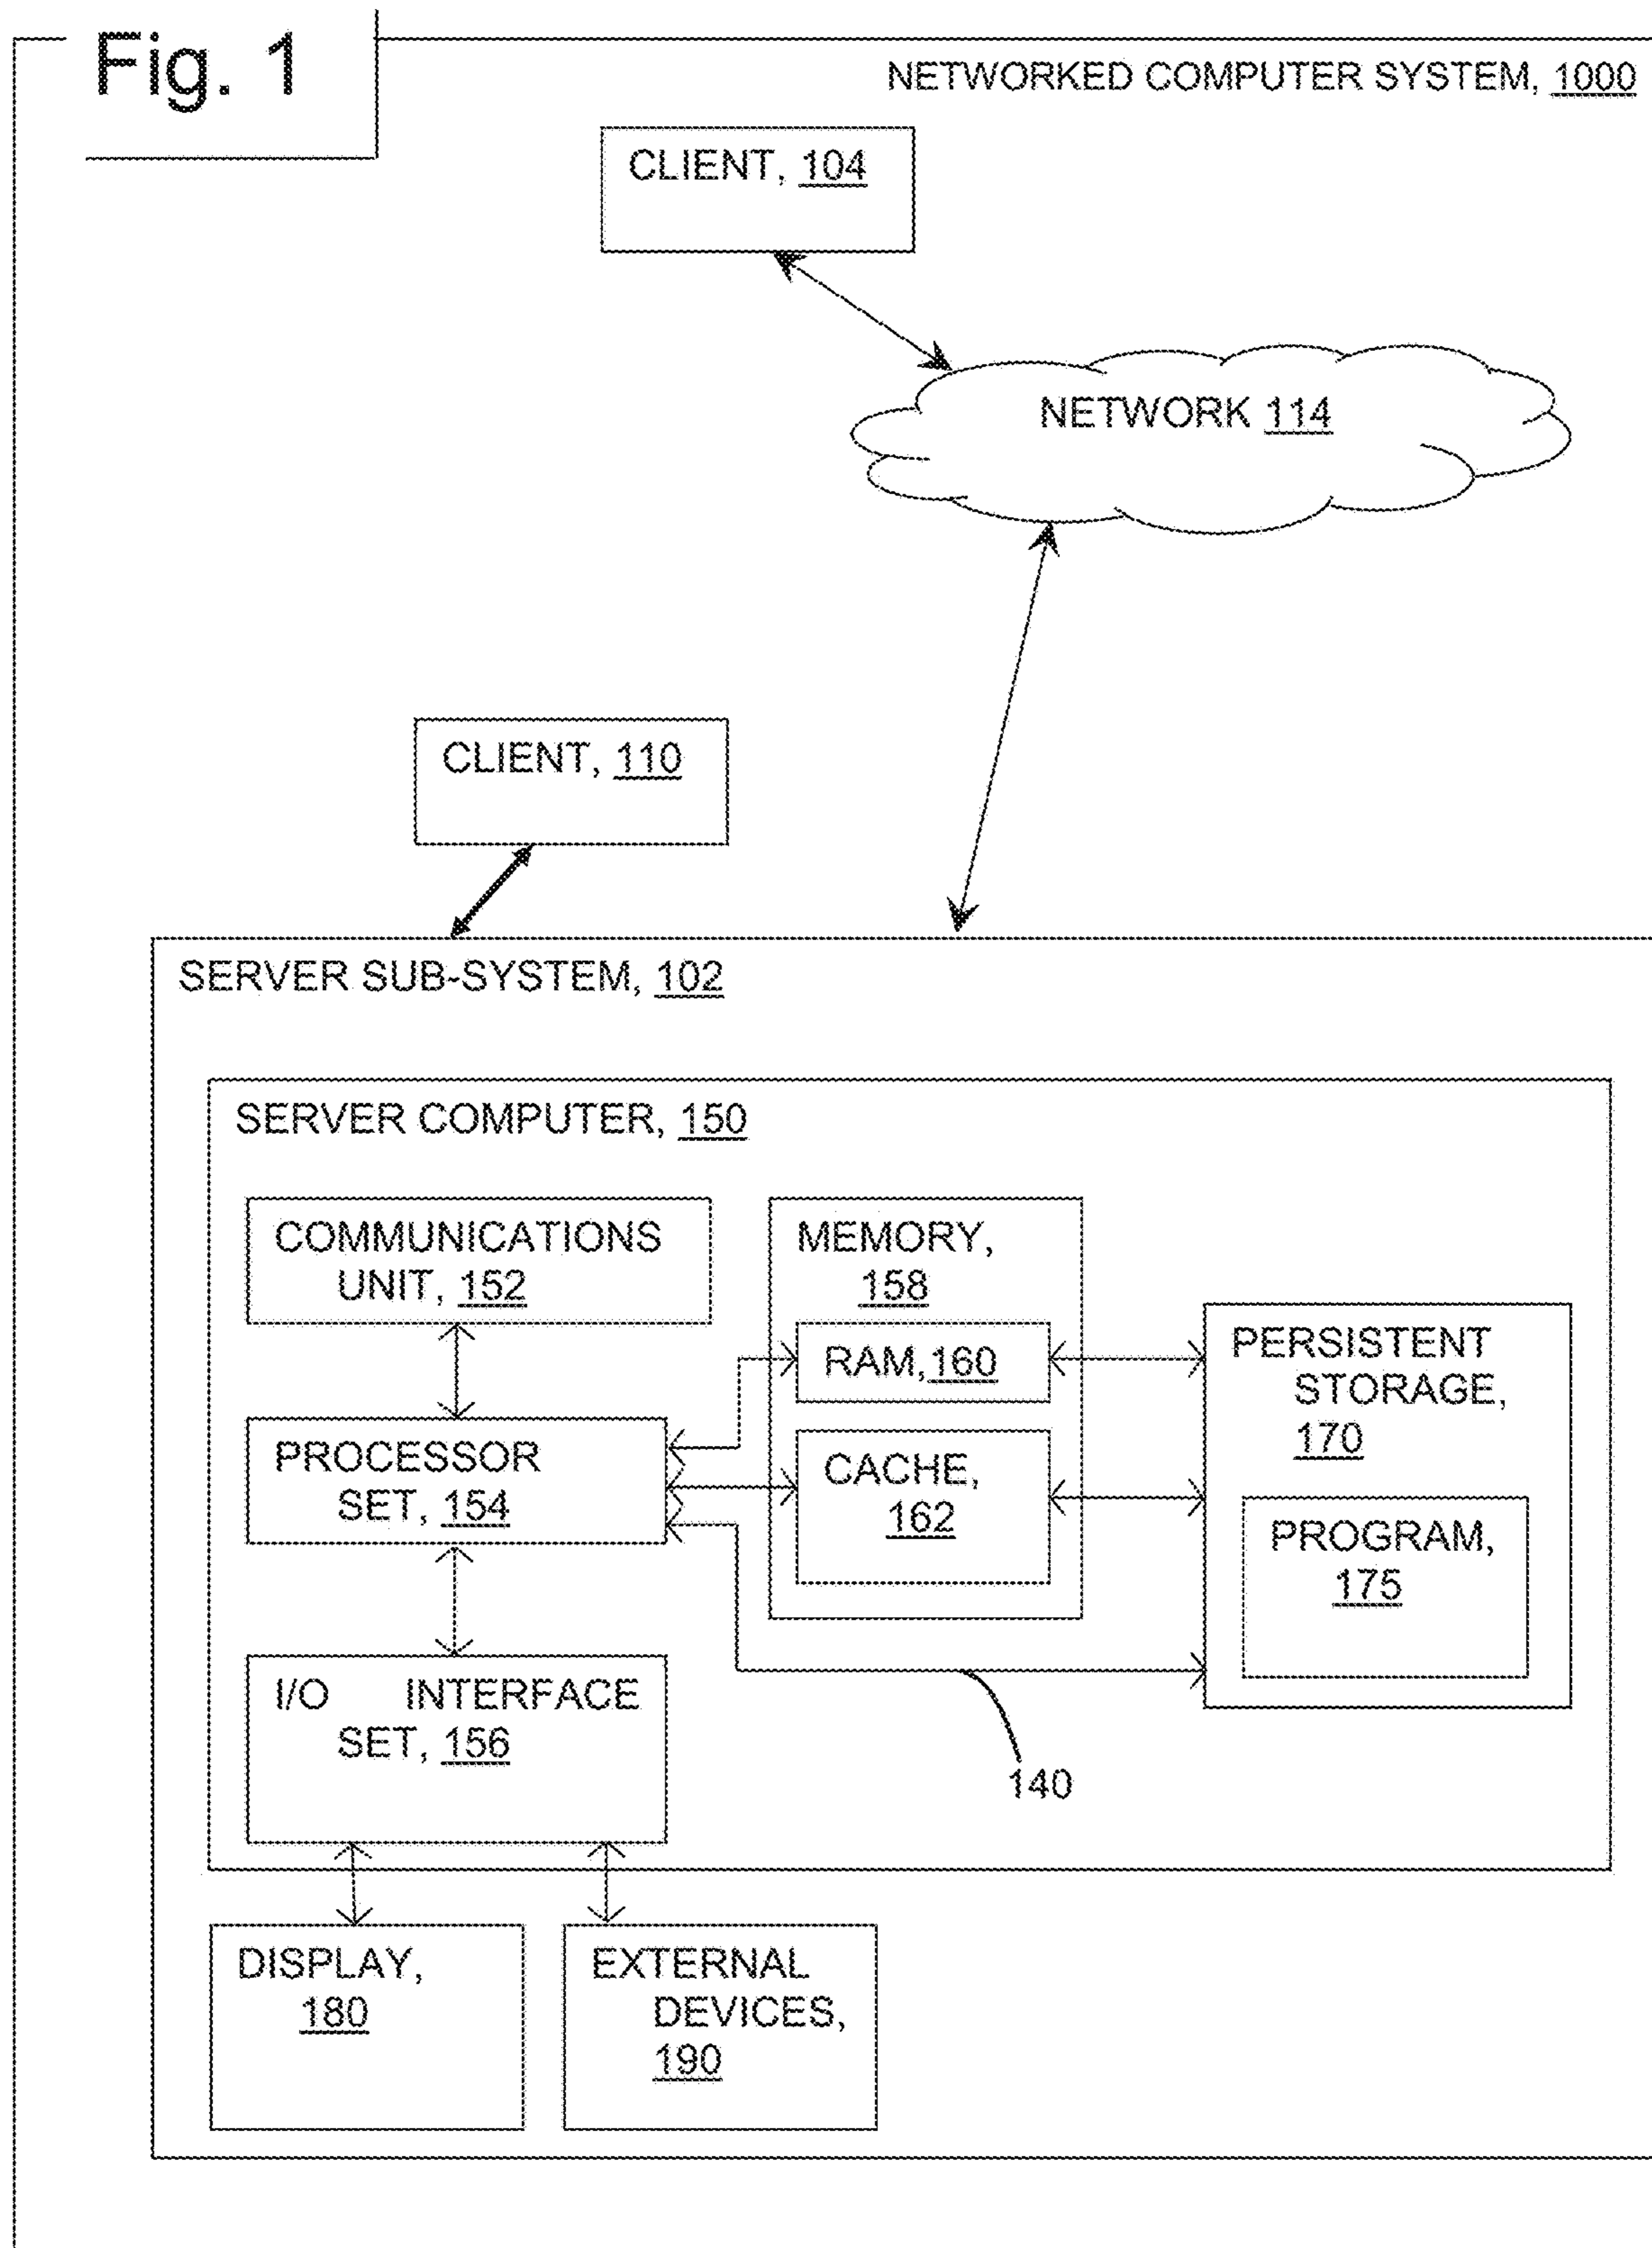 Fig. 1
NETWORKED COMPUTER SYSTEM, 1000
CLIENT, 104
NETWORK 114
CLIENT, 110
SERVER SUB-SYSTEM, 102
SERVER COMPUTER, 150
COMMUNICATIONS
UNIT, 152
MEMORY,
158
RAM,160
PERSISTENT
STORAGE,
170
PROCESSOR
SET, 154
CACHE,
162
PROGRAM,
175
I/O INTERFACE
SET, 156
140
DISPLAY,
180
EXTERNAL
DEVICES,
190